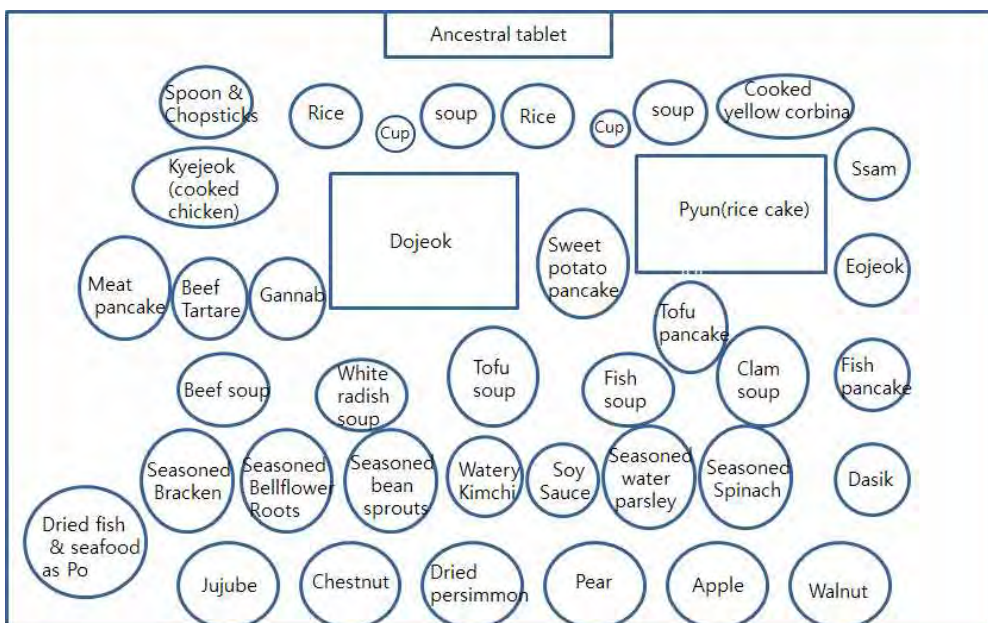 Ancestral tablet
Spoon &
Chopsticks
Rice
Cup
soup
Rice
Cup
soup
Cooked
yellow corbina
Ssam
Kyejeok
(cooked
chicken)
Dojeok
Sweet
potato
pancake
Pyun(rice cake)
Eojeok
Meat
pancake
Beef
Tartare
Gannab
Tofu
pancake
Beef soup
White
radish
soup
Tofu
soup
Fish
soup
Clam
soup
Fish
pancake
Seasoned
Bracken
Seasoned
Bellflower
Roots
Seasoned
bean
sprouts
Watery
Kimchi
Soy
Sauce
Seasoned
water
parsley
Seasoned
Spinach
Dasik
Dried fish
& seafood
as Po
Jujube
Chestnut
Dried
persimmon
Pear
Apple
Walnut